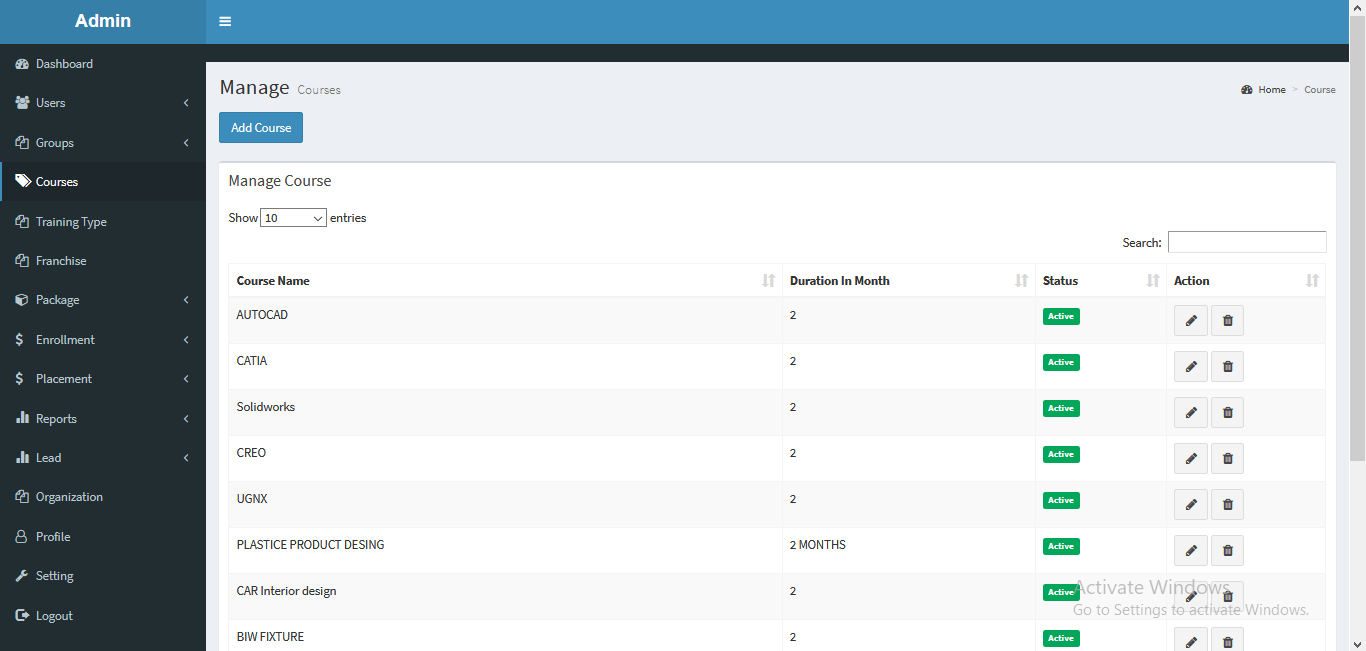 Admin
Dashboard
Users
Groups
Courses
Training Type
Franchise
Package
Enrollment
Placement
Reports
Lead
Organization
Profile
Setting
Logout
Manage Courses
Home > Course
Add Course
Manage Course
Show 10 entries
Search:
Course Name Duration In Month Status Action
AUTOCAD 2 Active
CATIA 2 Active
Solidworks 2 Active
CREO 2 Active
UGNX 2 Active
PLASTICE PRODUCT DESING 2 MONTHS Active
CAR Interior design 2 Active
BIW FIXTURE 2 Active
Activate Windows
Go to Settings to activate Windows.